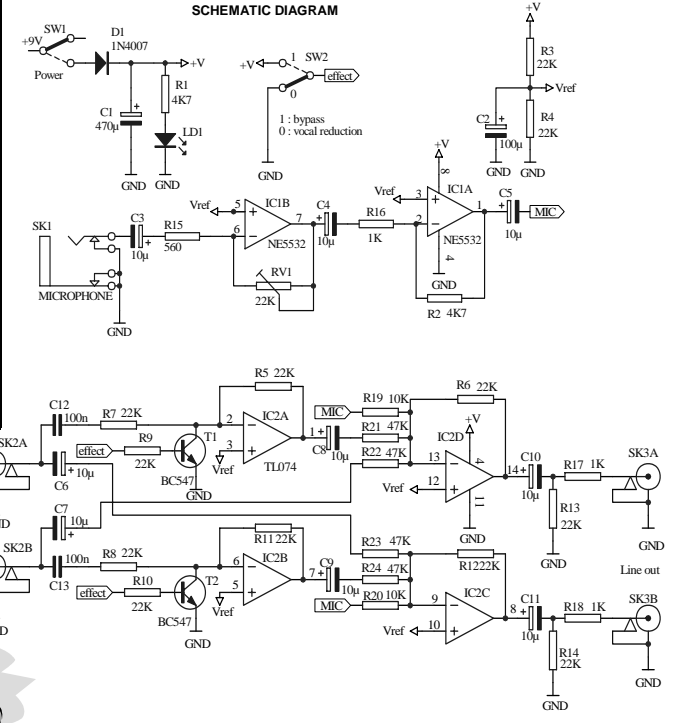 SCHEMATIC DIAGRAM
SW1
+9V
Power
D1
1N4007
+V
C1
470µ
+
R1
4K7
LD1
GND
GND
+V
1
SW2
effect
0
1 : bypass
0 : vocal reduction
GND
+V
R3
22K
Vref
C2
+
100µ
R4
22K
GND
GND
SK1
MICROPHONE
GND
C3
+
10µ
R15
560
Vref
5
+
6
−
IC1B
7
NE5532
RV1
22K
C4
+
10µ
R16
1K
+V
8
Vref
3
+
2
−
IC1A
1
NE5532
4
GND
R2 4K7
C5
+
10µ
MIC
SK2A
C12
100n
R7 22K
effect
R9
22K
T1
BC547
GND
+
10µ
C6
R5 22K
2
−
3
+
Vref
IC2A
TL074
1
+
C8
10µ
MIC
R19 10K
R21 47K
R22 47K
R6 22K
+V
4
IC2D
13
−
Vref
12
+
11
GND
14
+
C10
10µ
R17 1K
R13
22K
GND
SK3A
GND
Line out
C7
10µ
+
SK2B
100n
C13
R8 22K
effect
R10
22K
T2
BC547
GND
R11 22K
6
−
5
+
Vref
IC2B
7
+
C9
10µ
R23 47K
R24 47K
MIC
R20 10K
R1222K
IC2C
9
−
Vref
10
+
8
+
C11
10µ
R18 1K
R14
22K
GND
SK3B
GND